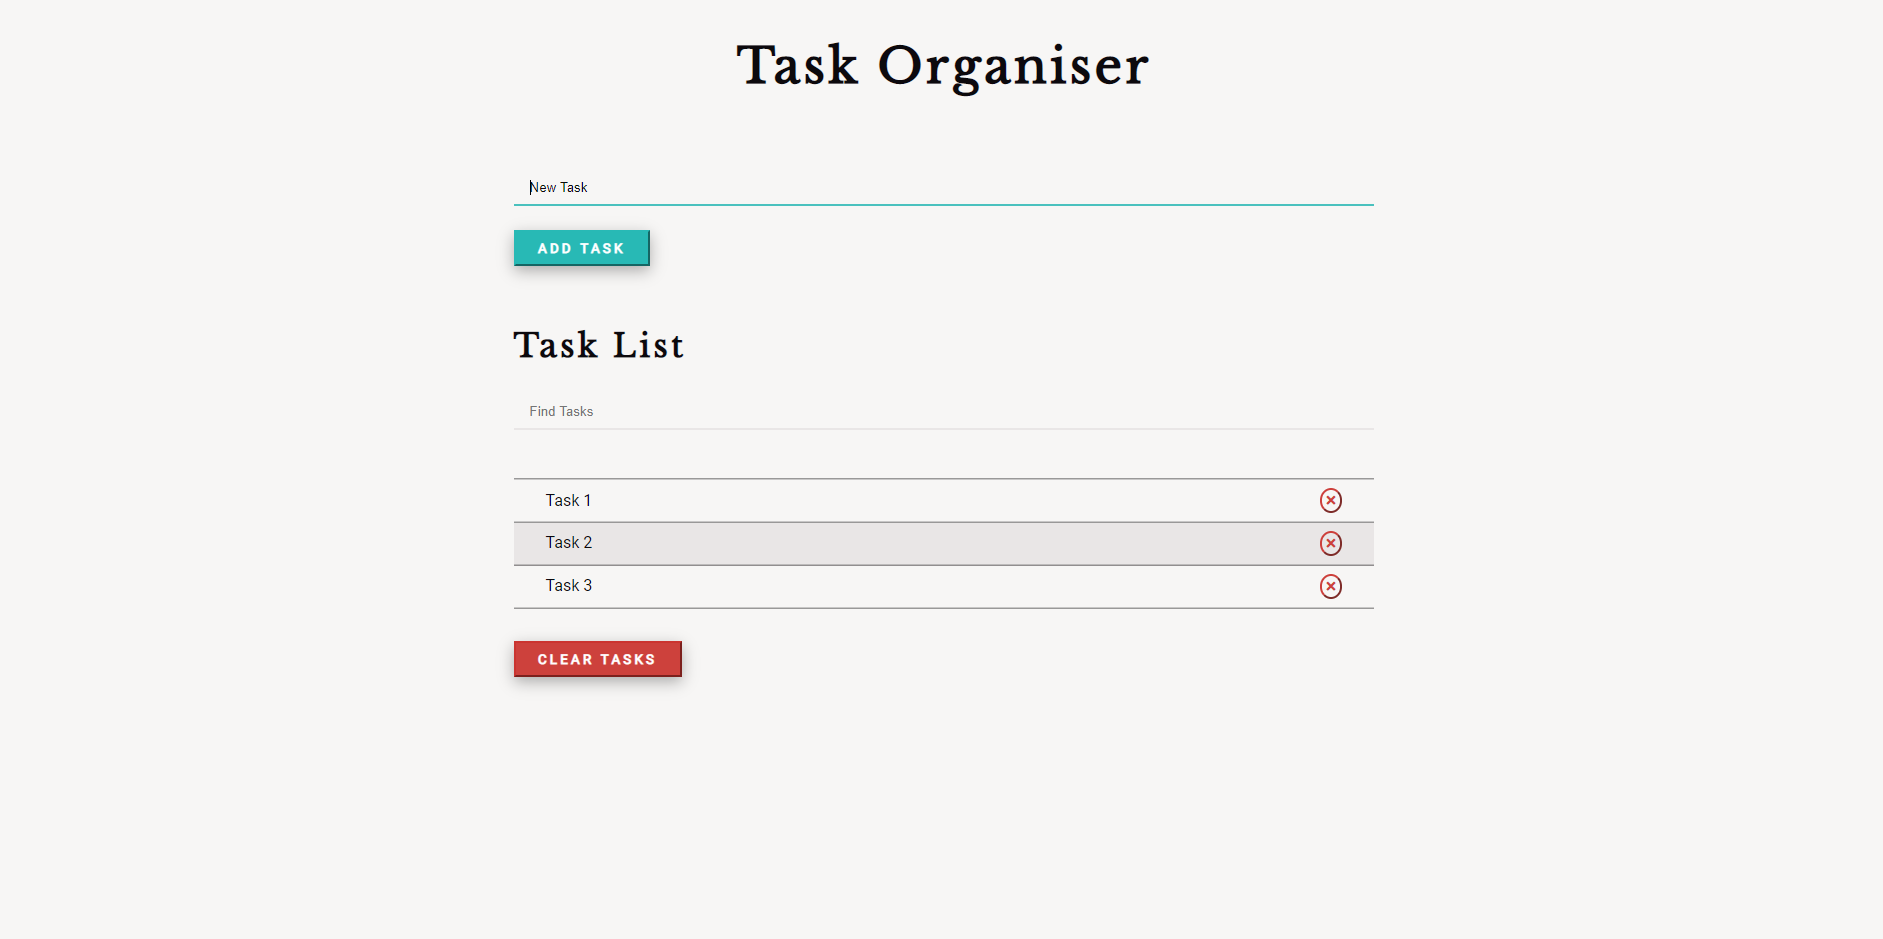 Task Organiser
New Task
ADD TASK
Task List
Find Tasks
Task 1
Task 2
Task 3
CLEAR TASKS